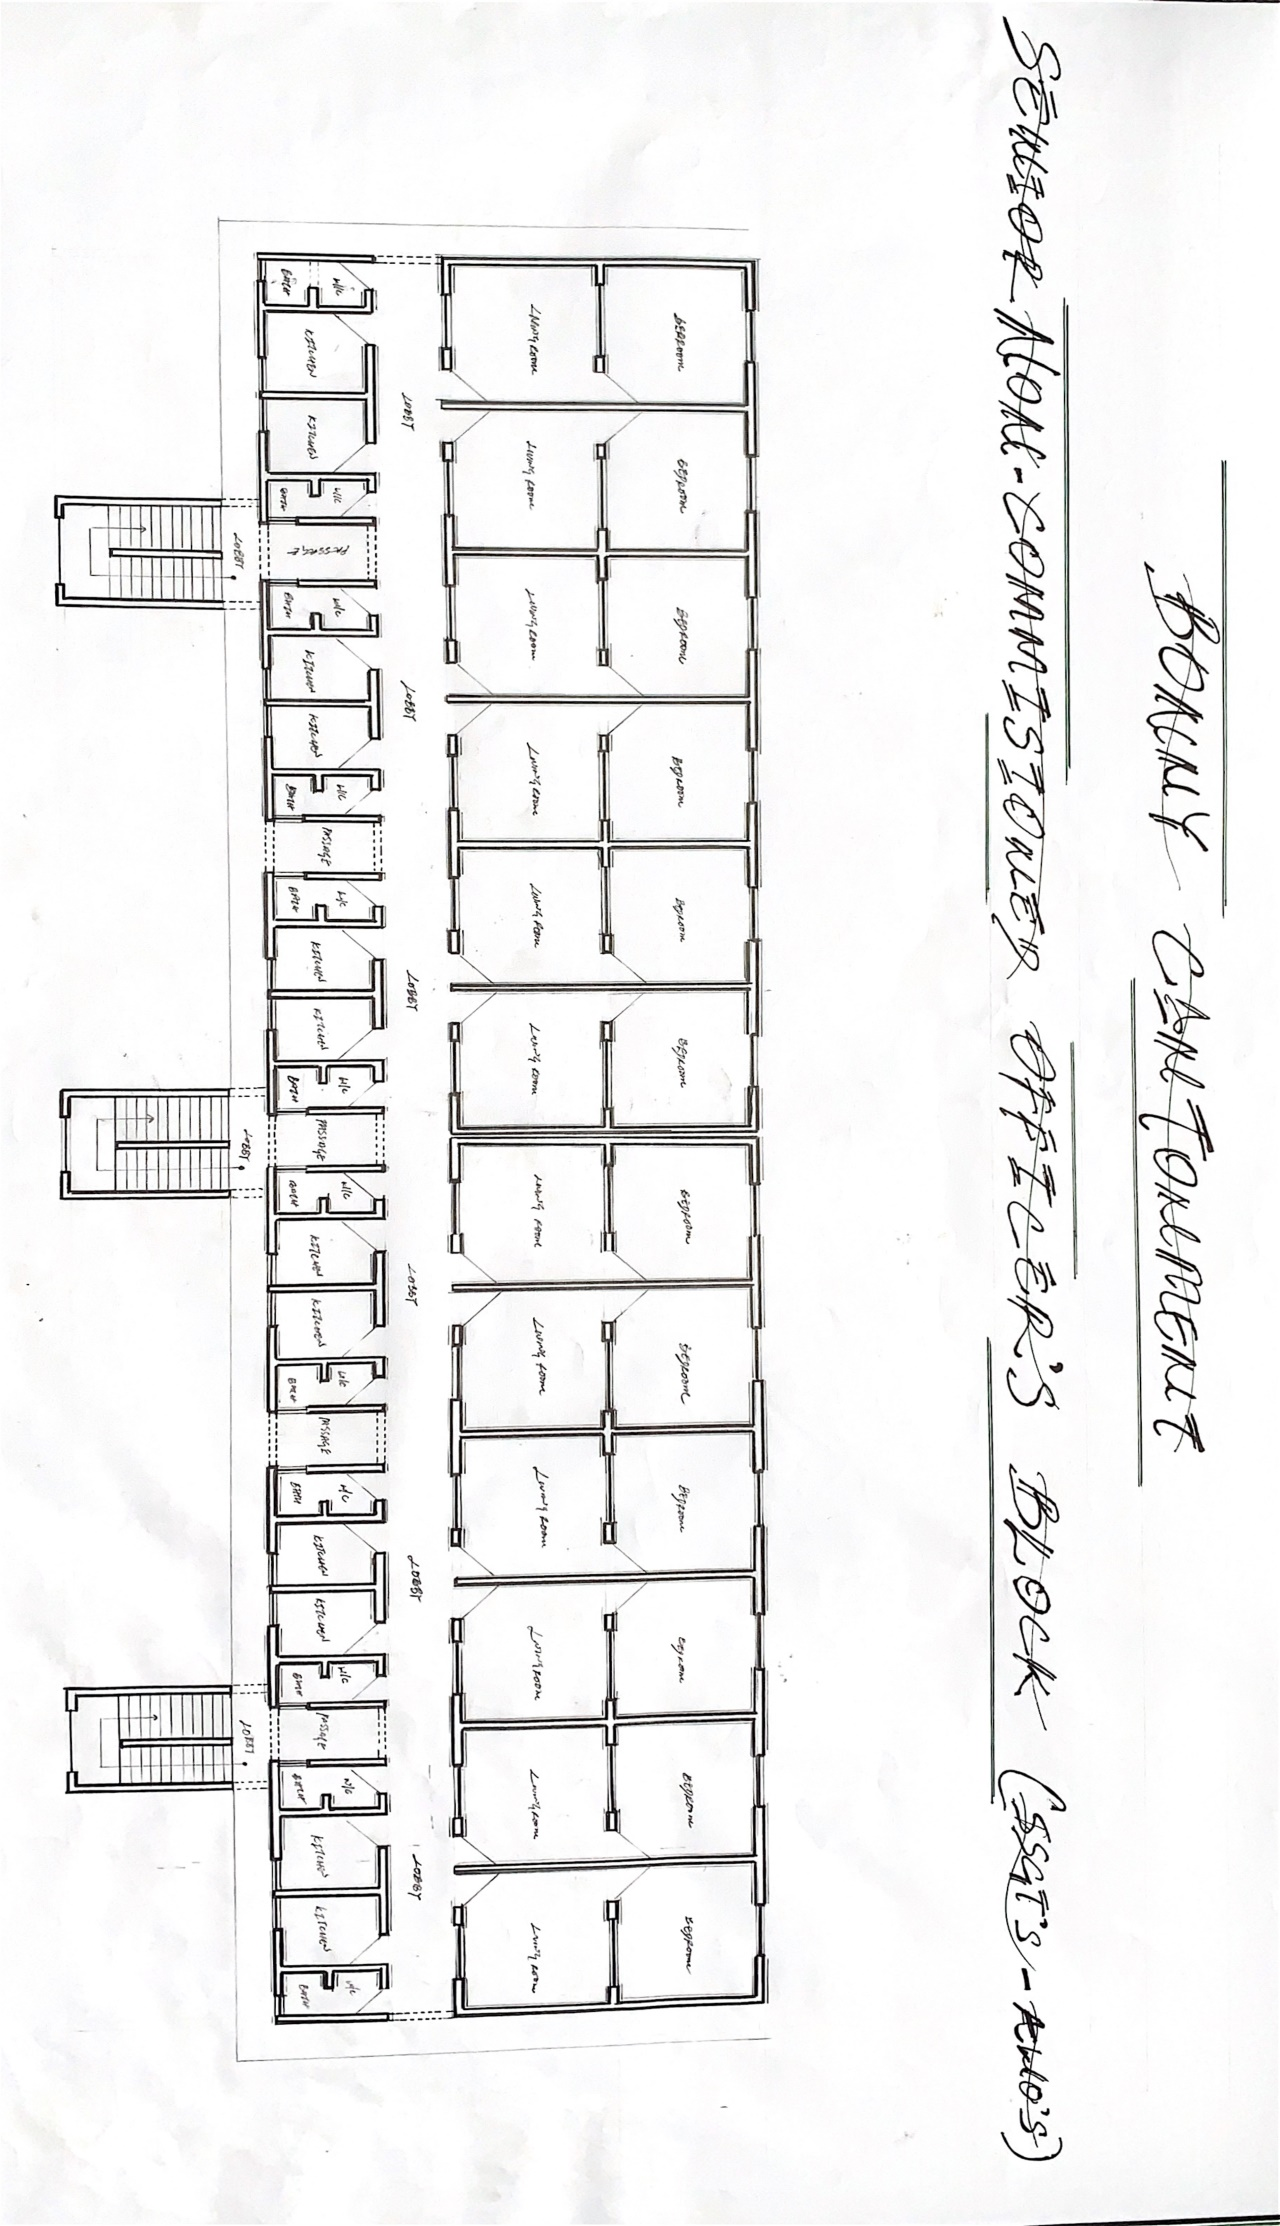 BONNY CANTONMENT
SENIOR NON-COMMISIONER OFFICER'S BLOCK (SSGT'S - AWO'S)
BEDROOM BEDROOM BEDROOM BEDROOM BEDROOM BEDROOM BEDROOM BEDROOM BEDROOM BEDROOM BEDROOM BEDROOM
LIVING ROOM LIVING ROOM LIVING ROOM LIVING ROOM LIVING ROOM LIVING ROOM LIVING ROOM LIVING ROOM LIVING ROOM LIVING ROOM LIVING ROOM LIVING ROOM
LOBBY LOBBY LOBBY LOBBY LOBBY LOBBY
W/C W/C W/C W/C W/C W/C W/C W/C W/C W/C W/C W/C
KITCHEN KITCHEN PASSAGE KITCHEN KITCHEN PASSAGE KITCHEN KITCHEN PASSAGE KITCHEN KITCHEN PASSAGE KITCHEN KITCHEN PASSAGE KITCHEN KITCHEN
BATH BATH BATH BATH BATH BATH BATH BATH BATH BATH BATH BATH
LOBBY LOBBY LOBBY